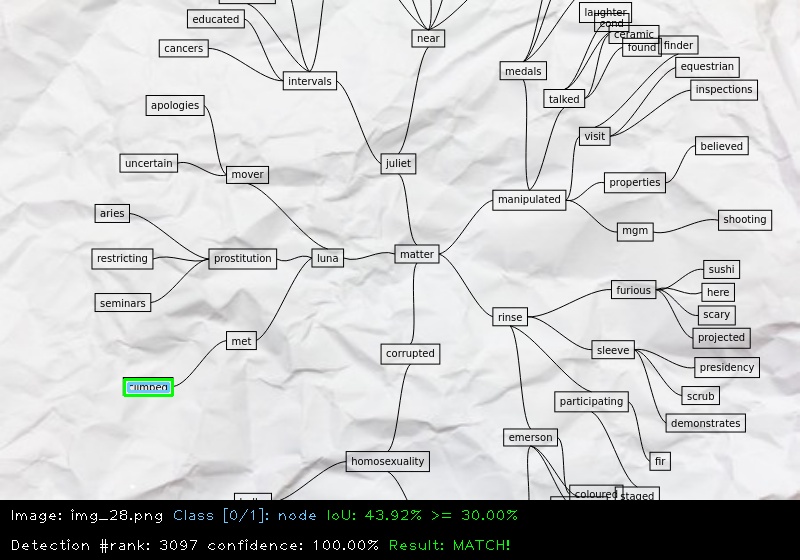 laughter
cond
educated
ceramic
near
found
finder
cancers
equestrian
medals
intervals
inspections
talked
apologies
visit
believed
uncertain
juliet
mover
properties
manipulated
aries
shooting
mgm
matter
restricting
prostitution
luna
sushi
furious
here
seminars
scary
rinse
projected
met
sleeve
corrupted
presidency
scrub
participating
demonstrates
emerson
homosexuality
fir
coloured
staged
Image: img_28.png Class [0/1]: node IoU: 43.92% >= 30.00%
Detection #rank: 3097 confidence: 100.00% Result: MATCH!